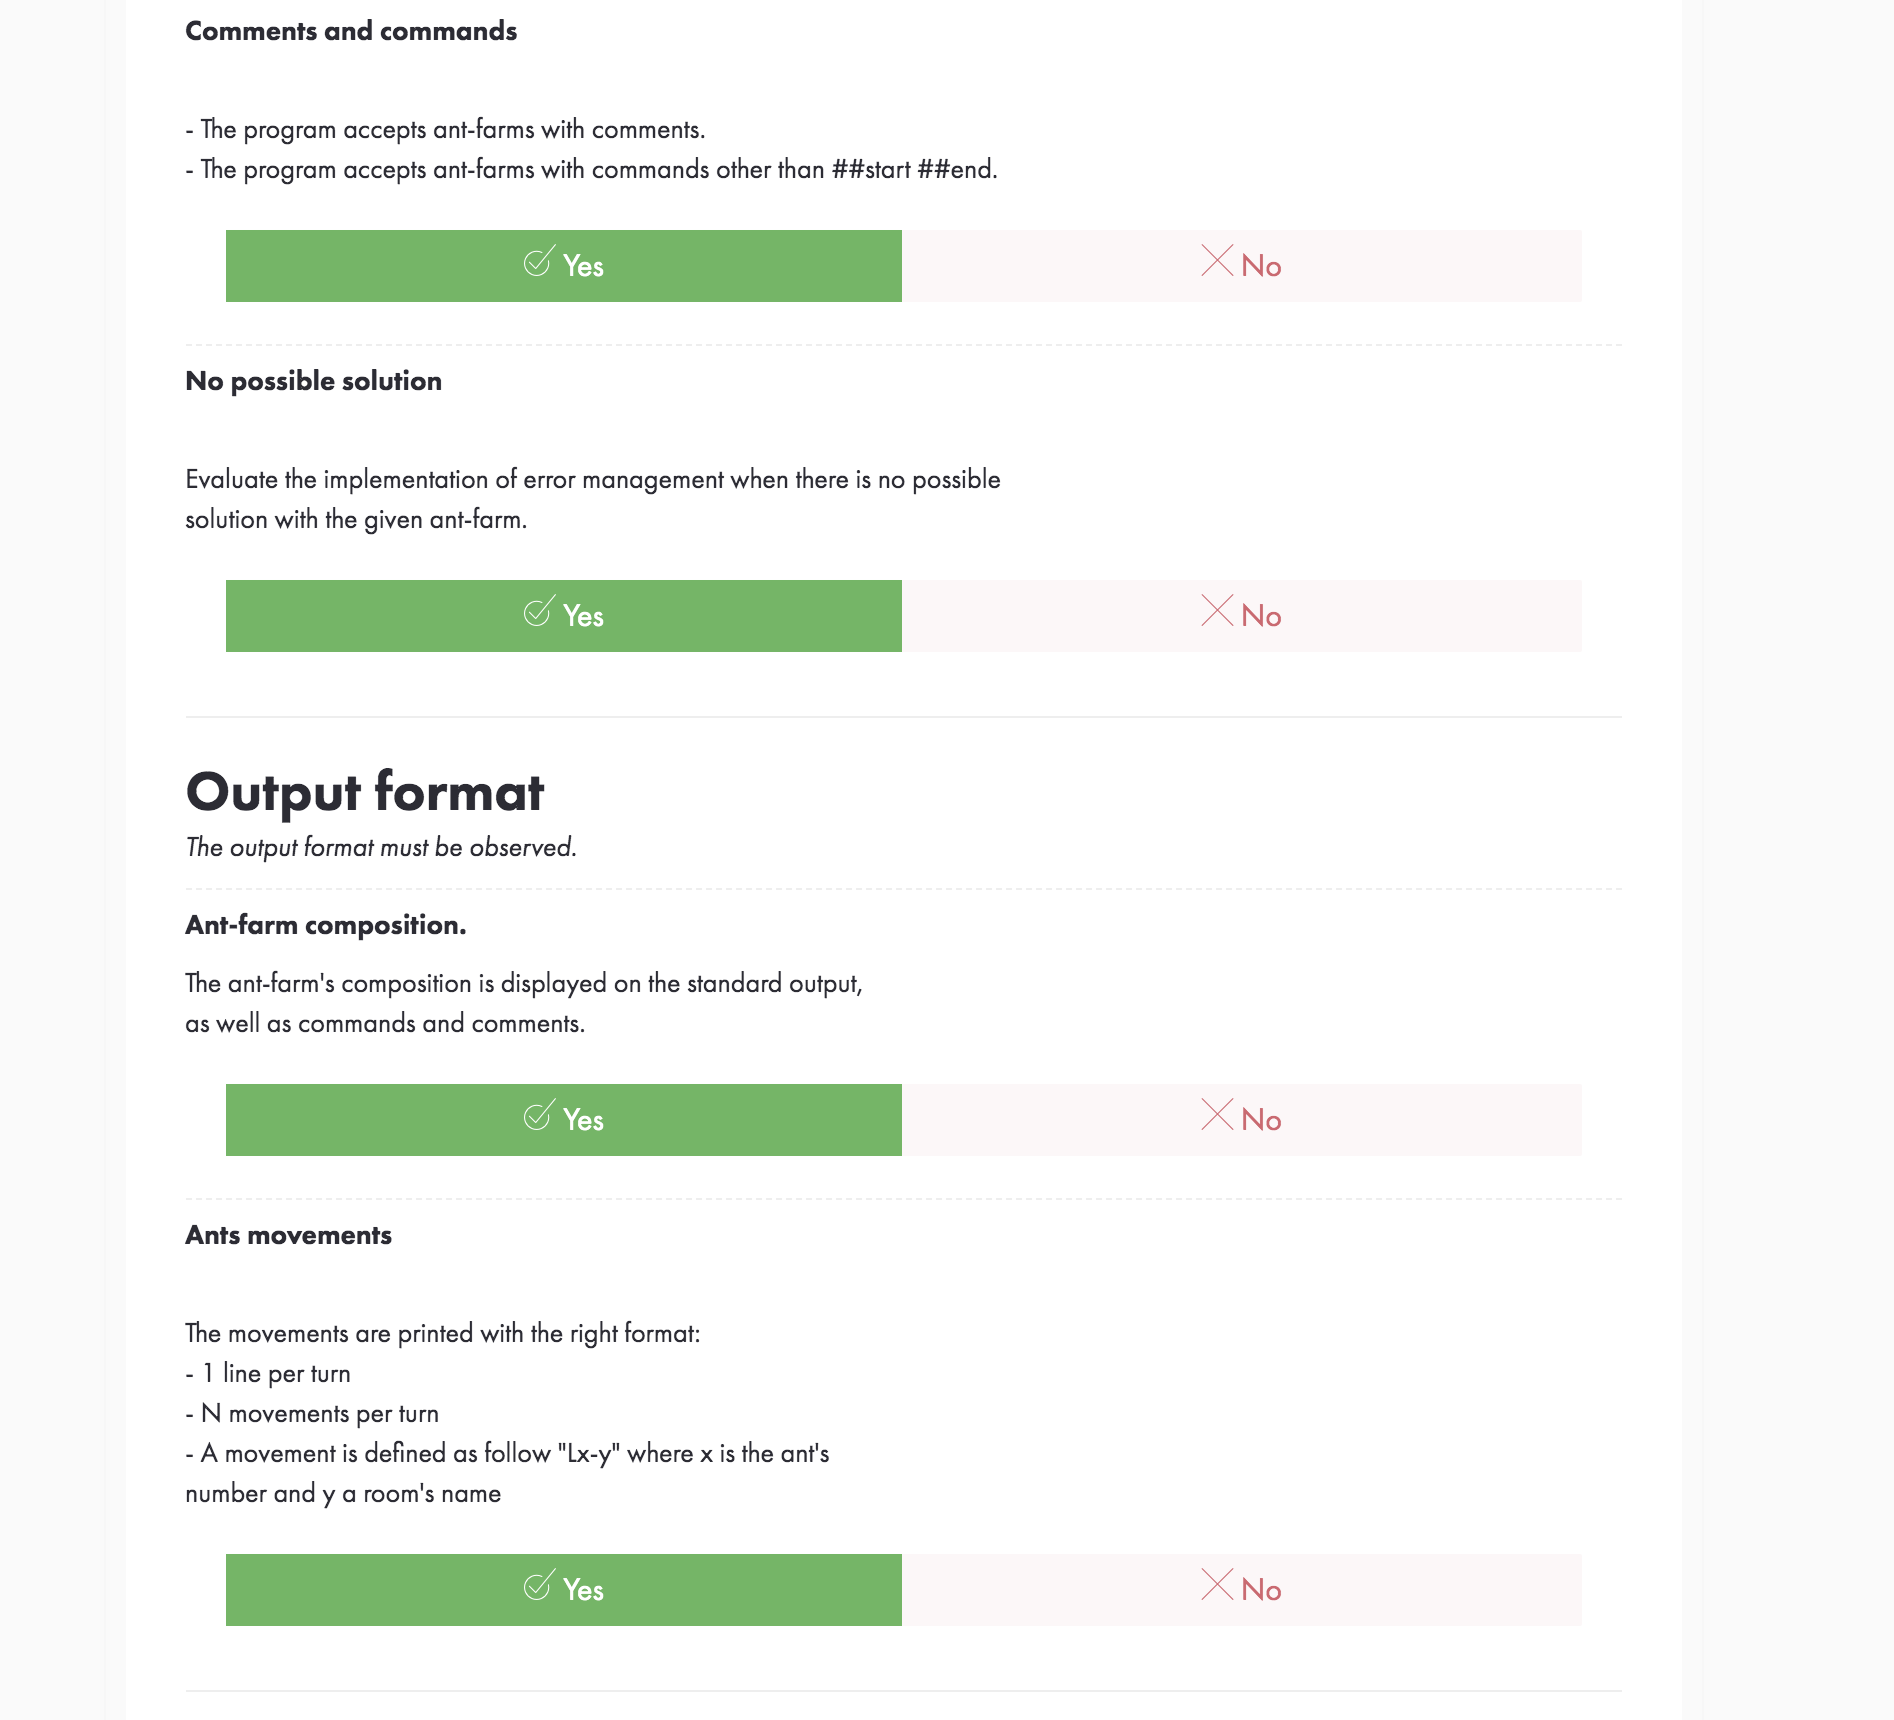 Comments and commands
- The program accepts ant-farms with comments.
- The program accepts ant-farms with commands other than ##start ##end.
Yes
No
No possible solution
Evaluate the implementation of error management when there is no possible
solution with the given ant-farm.
Yes
No
Output format
The output format must be observed.
Ant-farm composition.
The ant-farm's composition is displayed on the standard output,
as well as commands and comments.
Yes
No
Ants movements
The movements are printed with the right format:
- 1 line per turn
- N movements per turn
- A movement is defined as follow "Lx-y" where x is the ant's
number and y a room's name
Yes
No